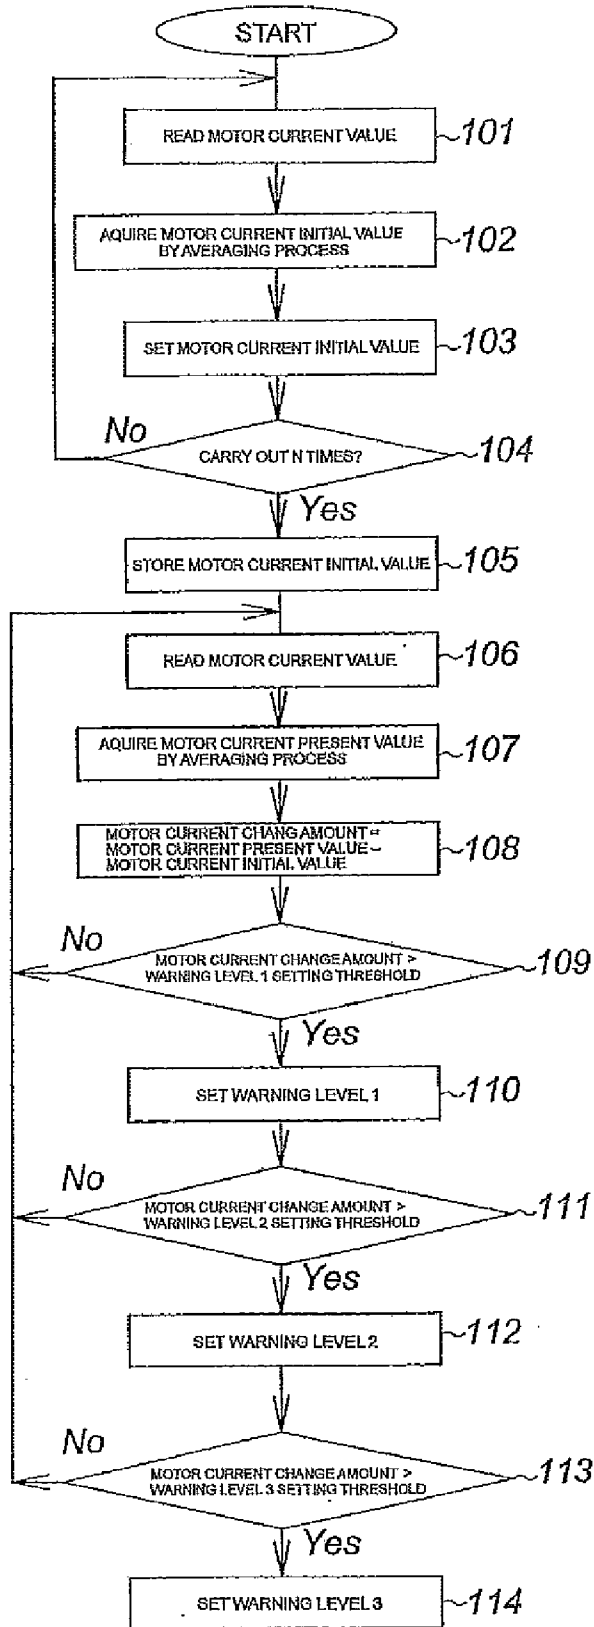 START
READ MOTOR CURRENT VALUE
101
AQUIRE MOTOR CURRENT INITIAL VALUE
BY AVERAGING PROCESS
102
SET MOTOR CURRENT INITIAL VALUE
103
No
CARRY OUT N TIMES?
104
Yes
STORE MOTOR CURRENT INITIAL VALUE
105
READ MOTOR CURRENT VALUE
106
AQUIRE MOTOR CURRENT PRESENT VALUE
BY AVERAGING PROCESS
107
MOTOR CURRENT CHANG AMOUNT =
MOTOR CURRENT PRESENT VALUE -
MOTOR CURRENT INITIAL VALUE
108
No
MOTOR CURRENT CHANGE AMOUNT >
WARNING LEVEL 1 SETTING THRESHOLD
109
Yes
SET WARNING LEVEL 1
110
No
MOTOR CURRENT CHANGE AMOUNT >
WARNING LEVEL 2 SETTING THRESHOLD
111
Yes
SET WARNING LEVEL 2
112
No
MOTOR CURRENT CHANGE AMOUNT >
WARNING LEVEL 3 SETTING THRESHOLD
113
Yes
SET WARNING LEVEL 3
114